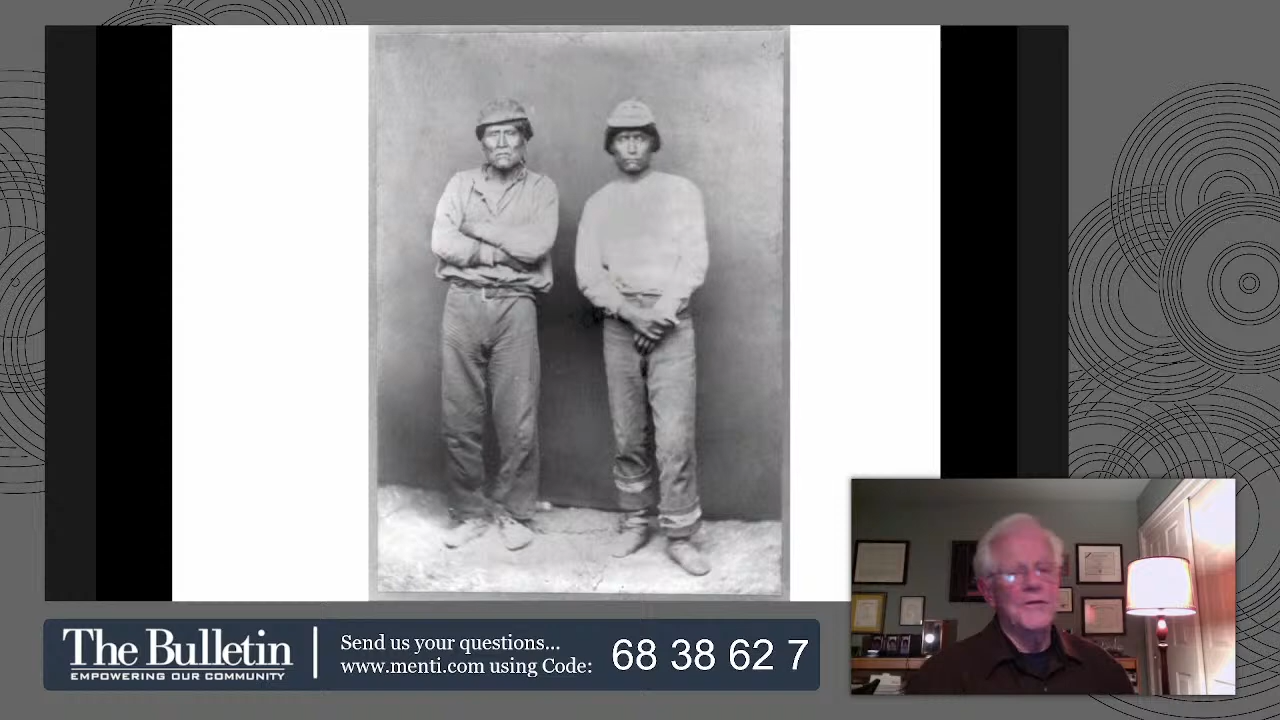 The Bulletin
EMPOWERING OUR COMMUNITY
Send us your questions...
www.menti.com using Code:
68 38 62 7